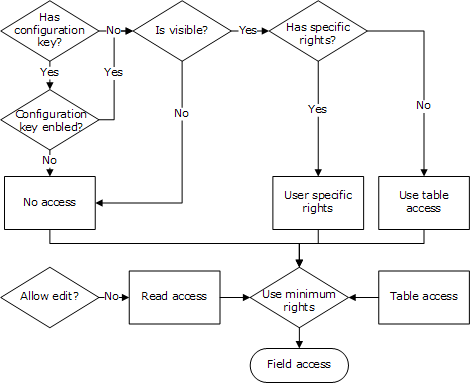 Has
configuration
key?
No
Is visible?
Yes
Has specific
rights?
Yes
Yes
Configuration
key enbled?
No
Yes
No
No
No access
User specific
rights
Use table
access
Allow edit?
No
Read access
Use minimum
rights
Table access
Field access